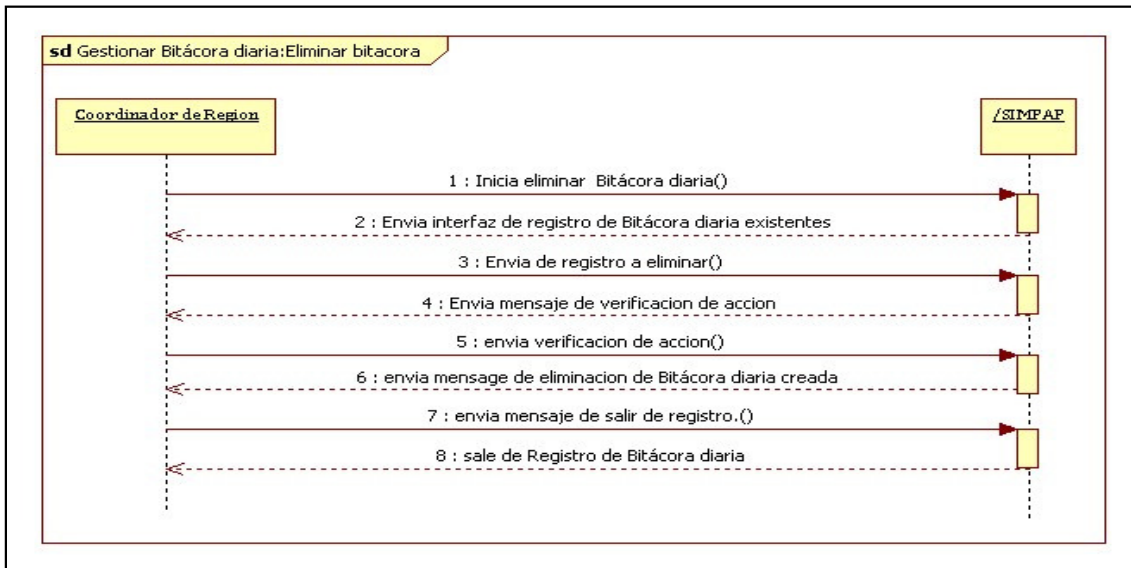 sd Gestionar Bitácora diaria:Eliminar bitacora
Coordinador de Region
/SIMPAP
1 : Inicia eliminar Bitácora diaria()
2 : Envia interfaz de registro de Bitácora diaria existentes
3 : Envia de registro a eliminar()
4 : Envia mensaje de verificacion de accion
5 : envia verificacion de accion()
6 : envia mensage de eliminacion de Bitácora diaria creada
7 : envia mensaje de salir de registro.()
8 : sale de Registro de Bitácora diaria